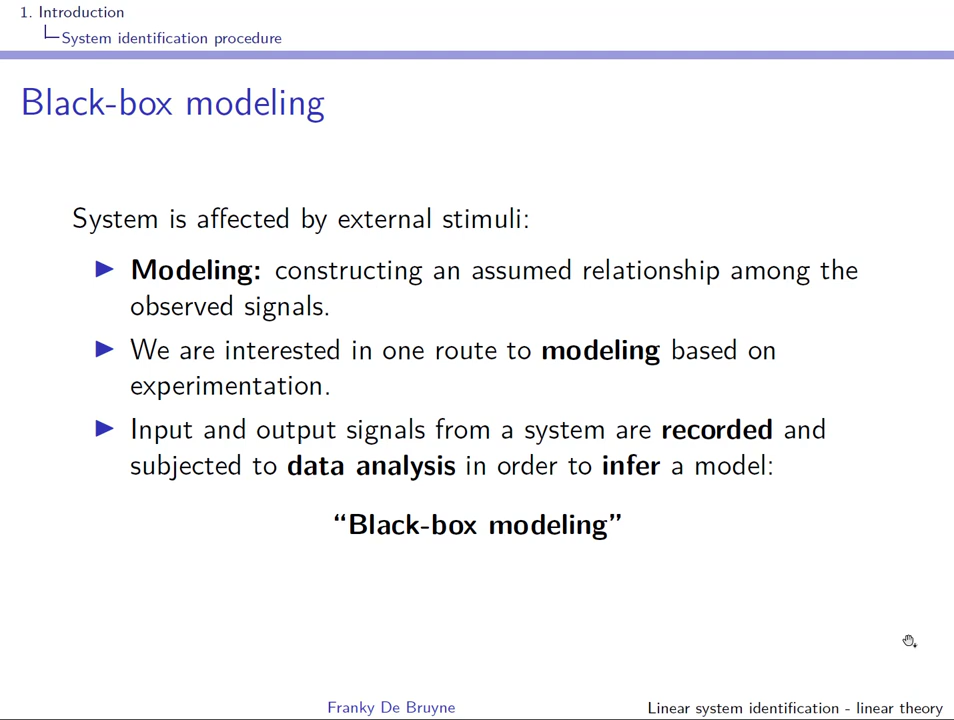 1. Introduction
System identification procedure
Black-box modeling
System is affected by external stimuli:
Modeling: constructing an assumed relationship among the
observed signals.
We are interested in one route to modeling based on
experimentation.
Input and output signals from a system are recorded and
subjected to data analysis in order to infer a model:
“Black-box modeling”
Franky De Bruyne
Linear system identification - linear theory